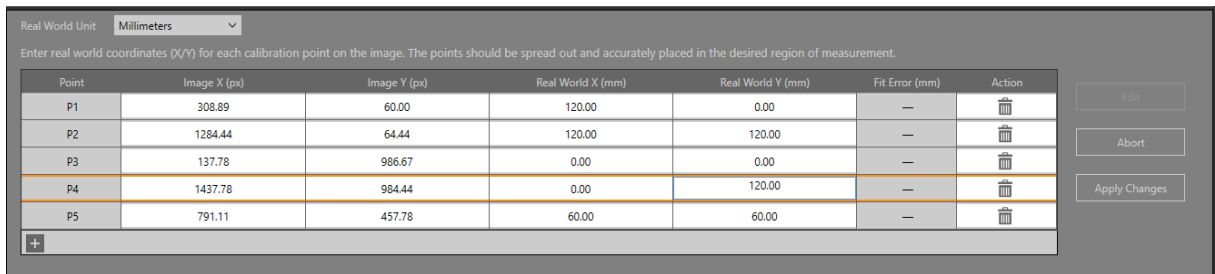 Real World Unit Millimeters
Enter real world coordinates (X/Y) for each calibration point on the image. The points should be spread out and accurately placed in the desired region of measurement.
Point Image X (px) Image Y (px) Real World X (mm) Real World Y (mm) Fit Error (mm) Action
P1 308.89 60.00 120.00 0.00 —
Edit
P2 1284.44 64.44 120.00 120.00 —
Abort
P3 137.78 986.67 0.00 0.00 —
P4 1437.78 984.44 0.00 120.00 —
Apply Changes
P5 791.11 457.78 60.00 60.00 —
+